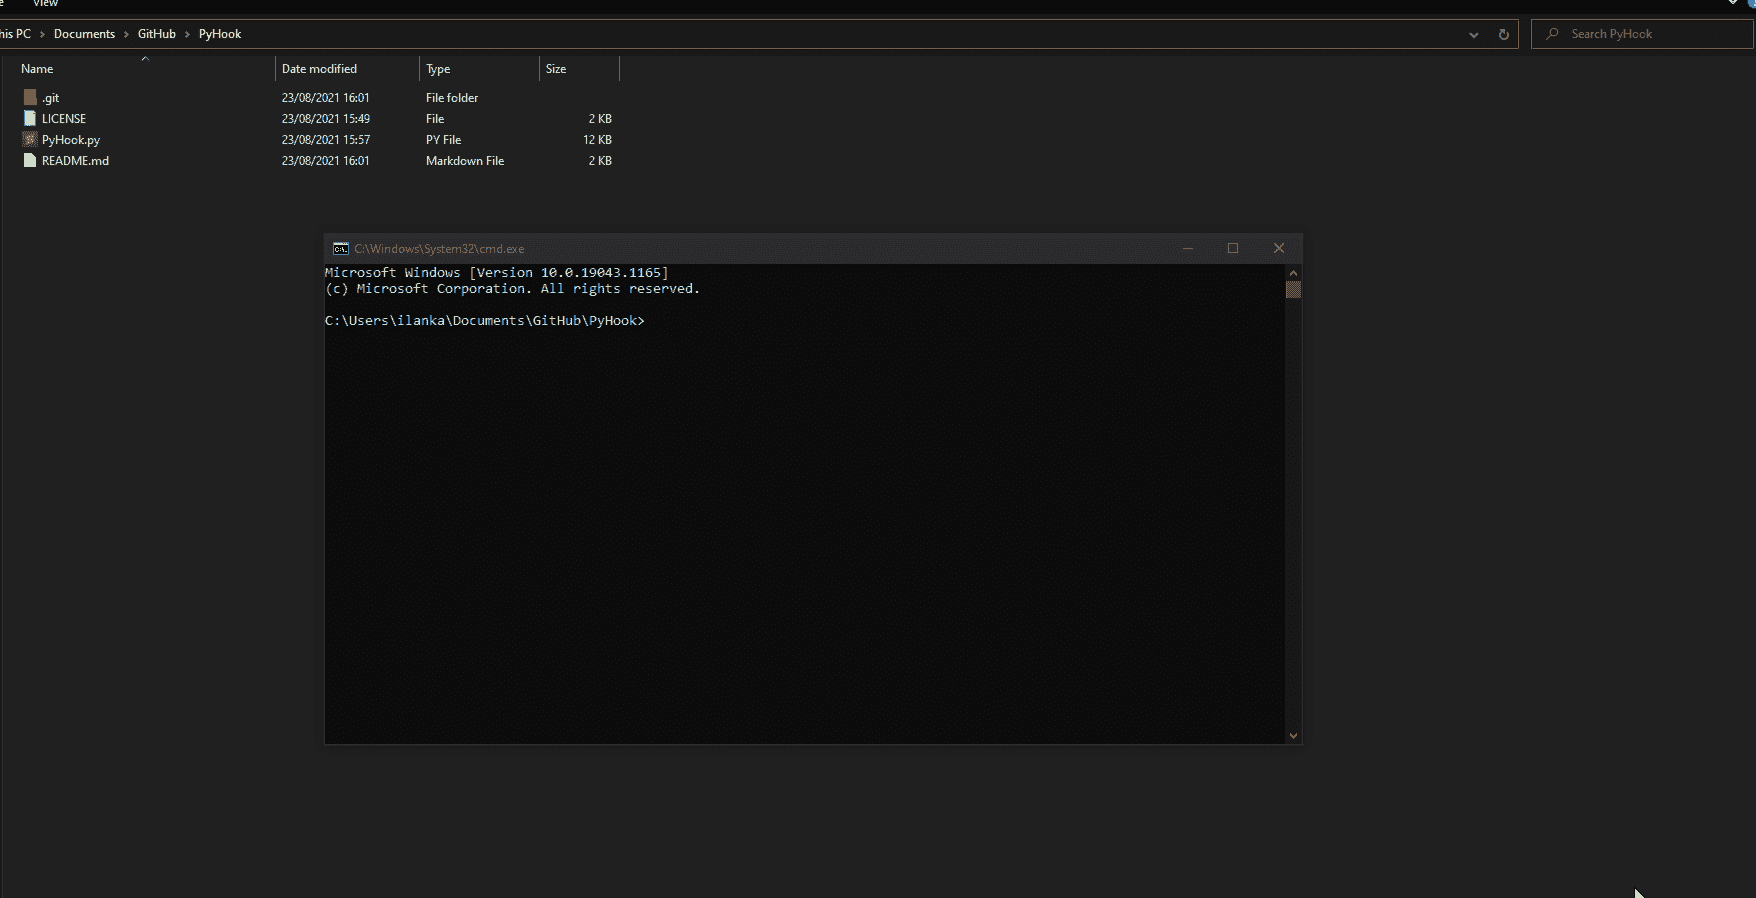 View
his PC > Documents > GitHub > PyHook
Search PyHook
Name Date modified Type Size
.git 23/08/2021 16:01 File folder
LICENSE 23/08/2021 15:49 File 2 KB
PyHook.py 23/08/2021 15:57 PY File 12 KB
README.md 23/08/2021 16:01 Markdown File 2 KB
C:\Windows\System32\cmd.exe
Microsoft Windows [Version 10.0.19043.1165]
(c) Microsoft Corporation. All rights reserved.
C:\Users\ilanka\Documents\GitHub\PyHook>